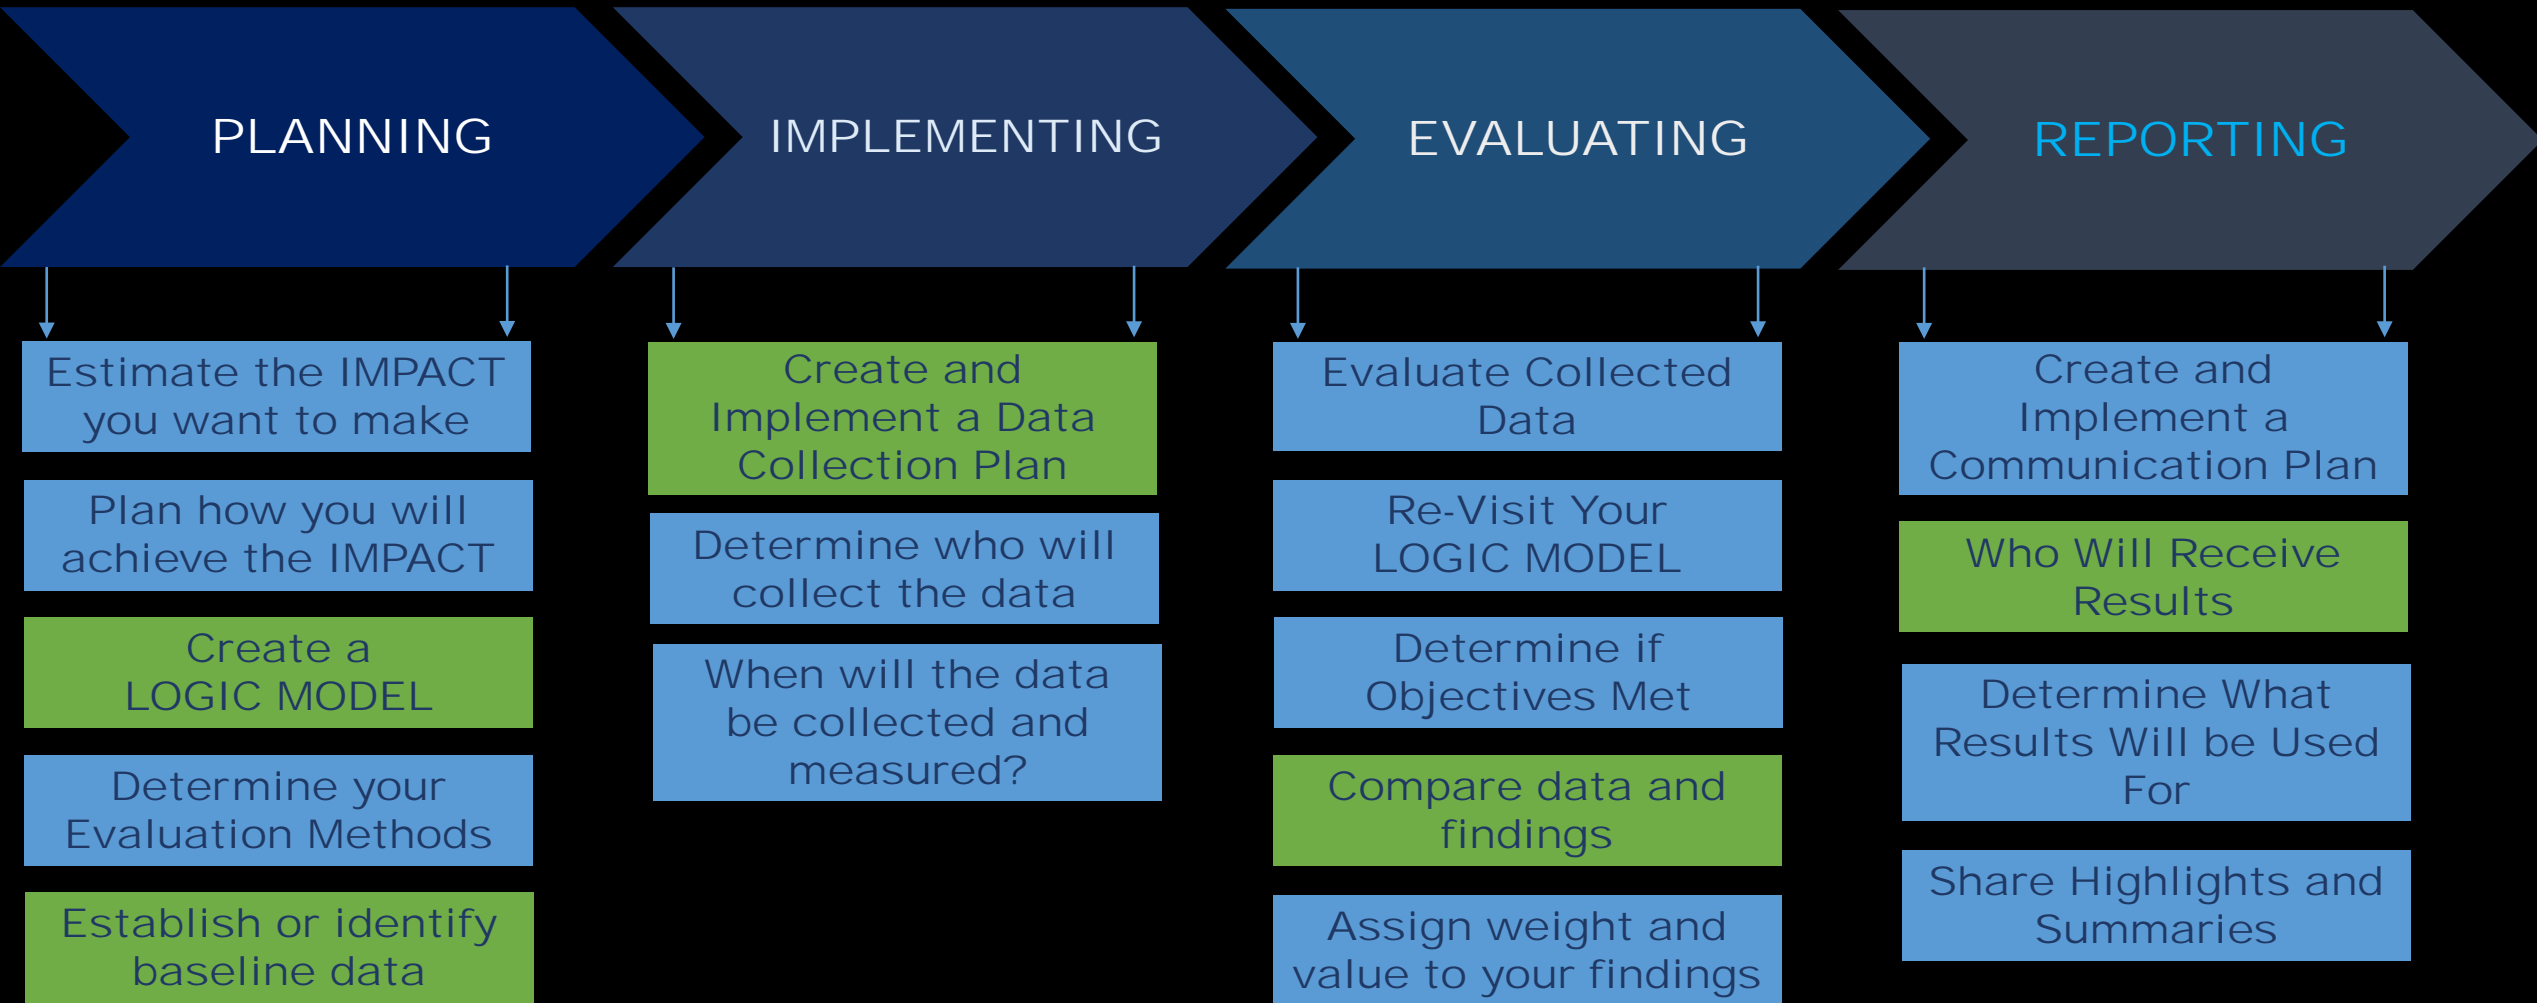 PLANNING
IMPLEMENTING
EVALUATING
REPORTING
Estimate the IMPACT
you want to make
Plan how you will
achieve the IMPACT
Create a
LOGIC MODEL
Determine your
Evaluation Methods
Establish or identify
baseline data
Create and
Implement a Data
Collection Plan
Determine who will
collect the data
When will the data
be collected and
measured?
Evaluate Collected
Data
Re-Visit Your
LOGIC MODEL
Determine if
Objectives Met
Compare data and
findings
Assign weight and
value to your findings
Create and
Implement a
Communication Plan
Who Will Receive
Results
Determine What
Results Will be Used
For
Share Highlights and
Summaries